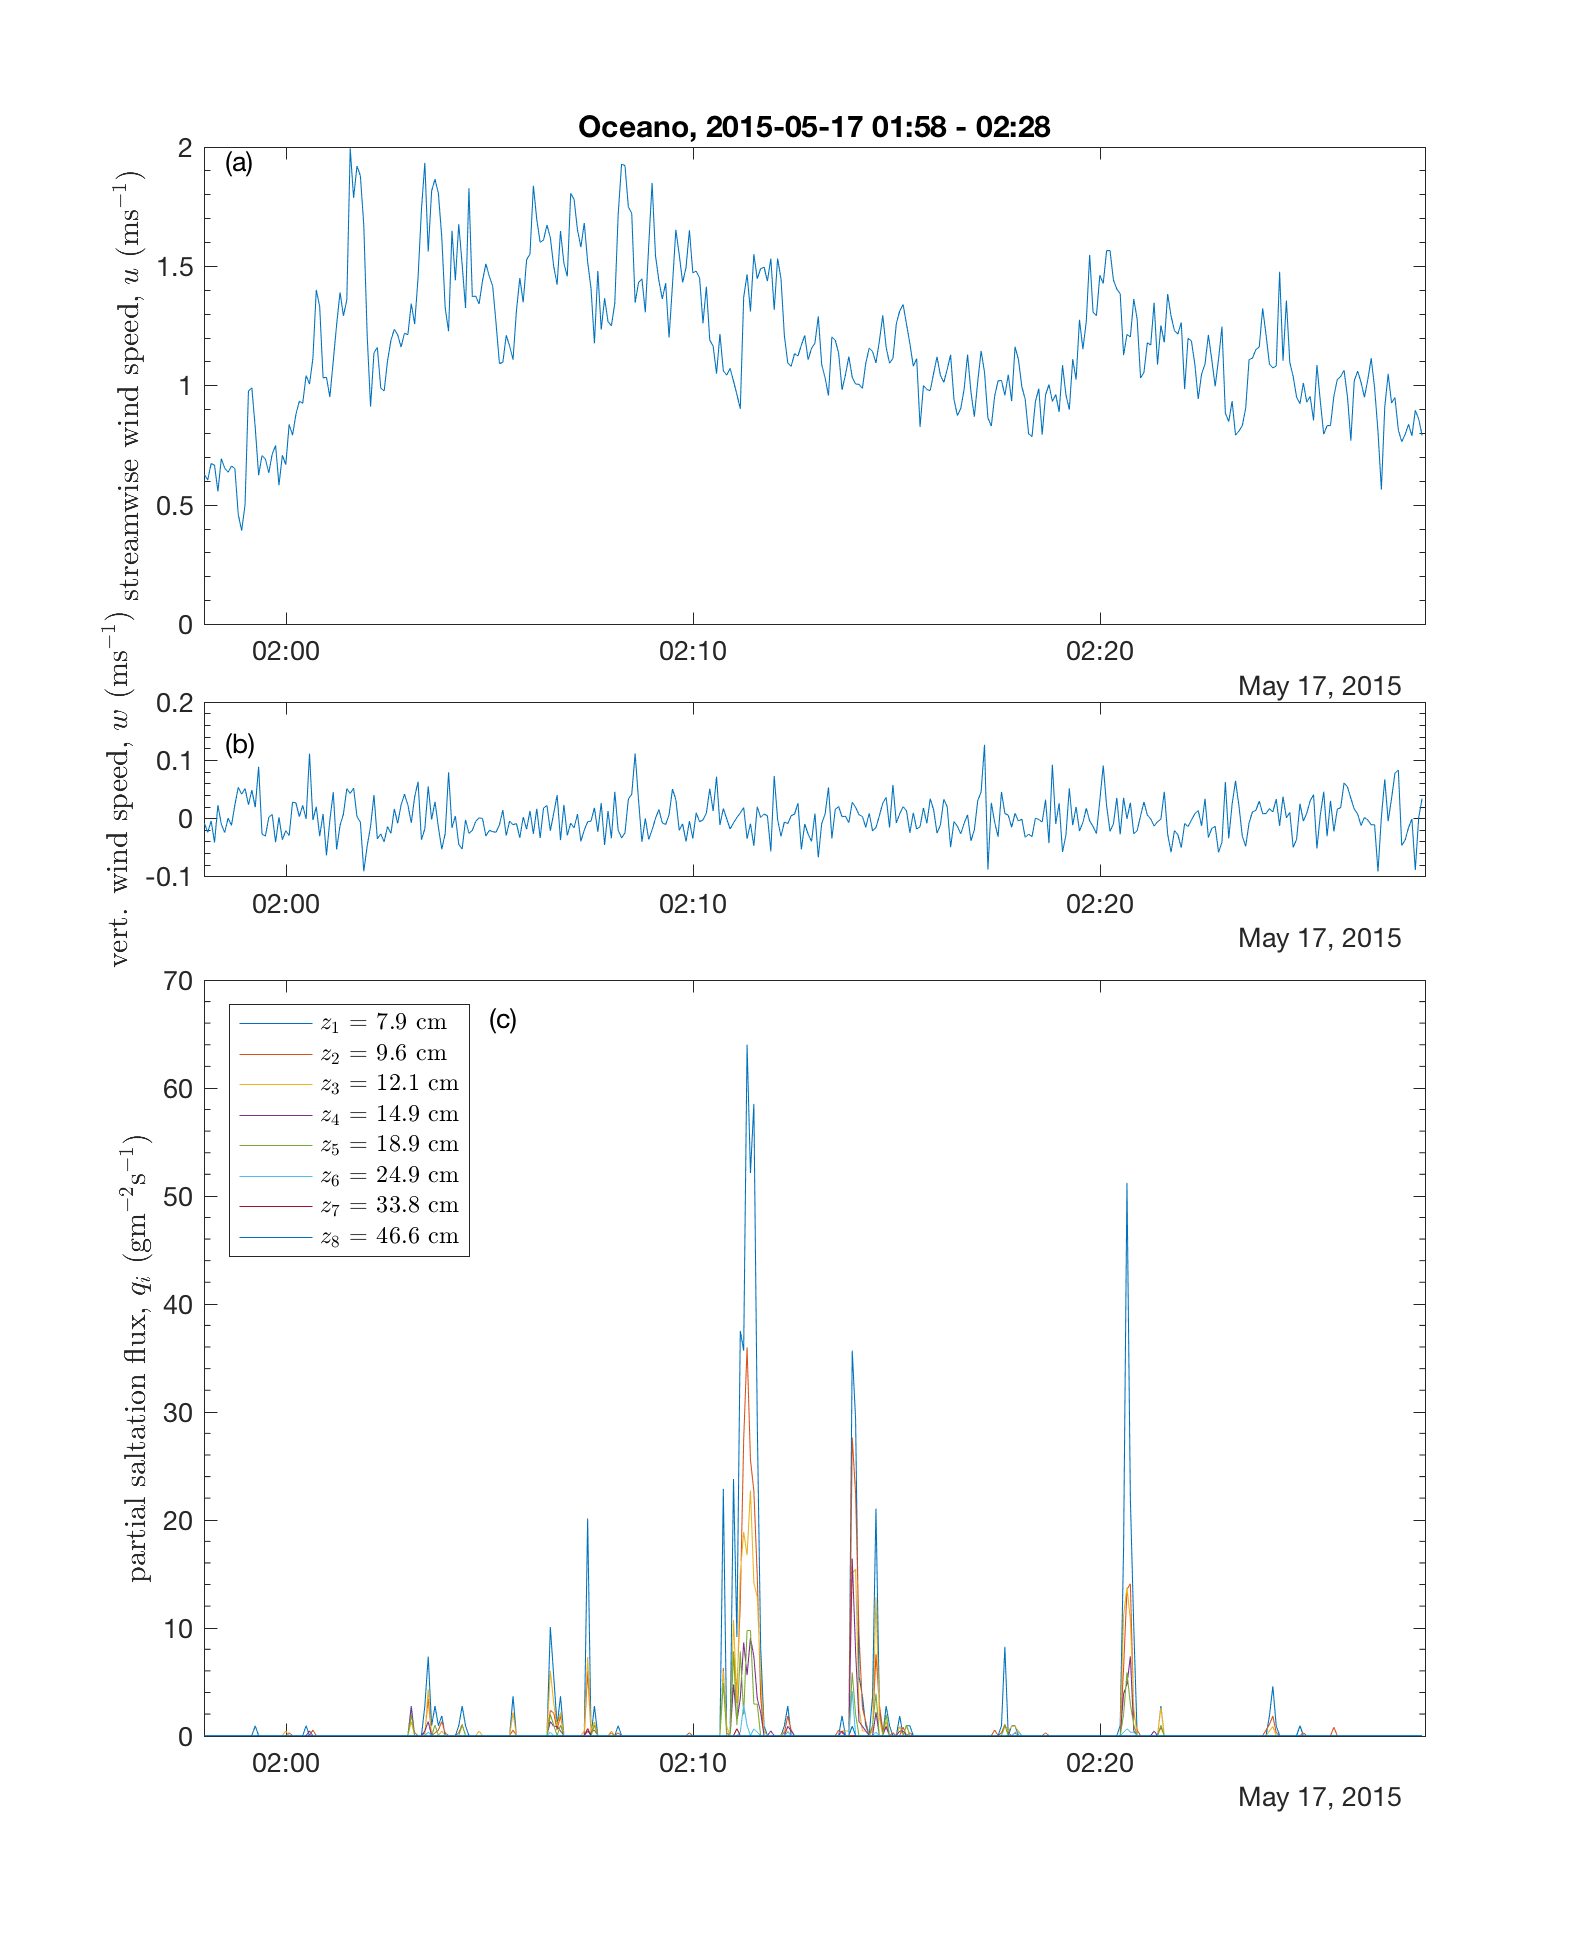 Oceano, 2015-05-17 01:58 - 02:28
(a)
streamwise wind speed, u (ms⁻¹)
2
1.5
1
0.5
0
02:00 02:10 02:20
May 17, 2015
(b)
vert. wind speed, w (ms⁻¹)
0.2
0.1
0
-0.1
02:00 02:10 02:20
May 17, 2015
(c)
partial saltation flux, qᵢ (gm⁻²s⁻¹)
70
60
50
40
30
20
10
0
z₁ = 7.9 cm
z₂ = 9.6 cm
z₃ = 12.1 cm
z₄ = 14.9 cm
z₅ = 18.9 cm
z₆ = 24.9 cm
z₇ = 33.8 cm
z₈ = 46.6 cm
02:00 02:10 02:20
May 17, 2015